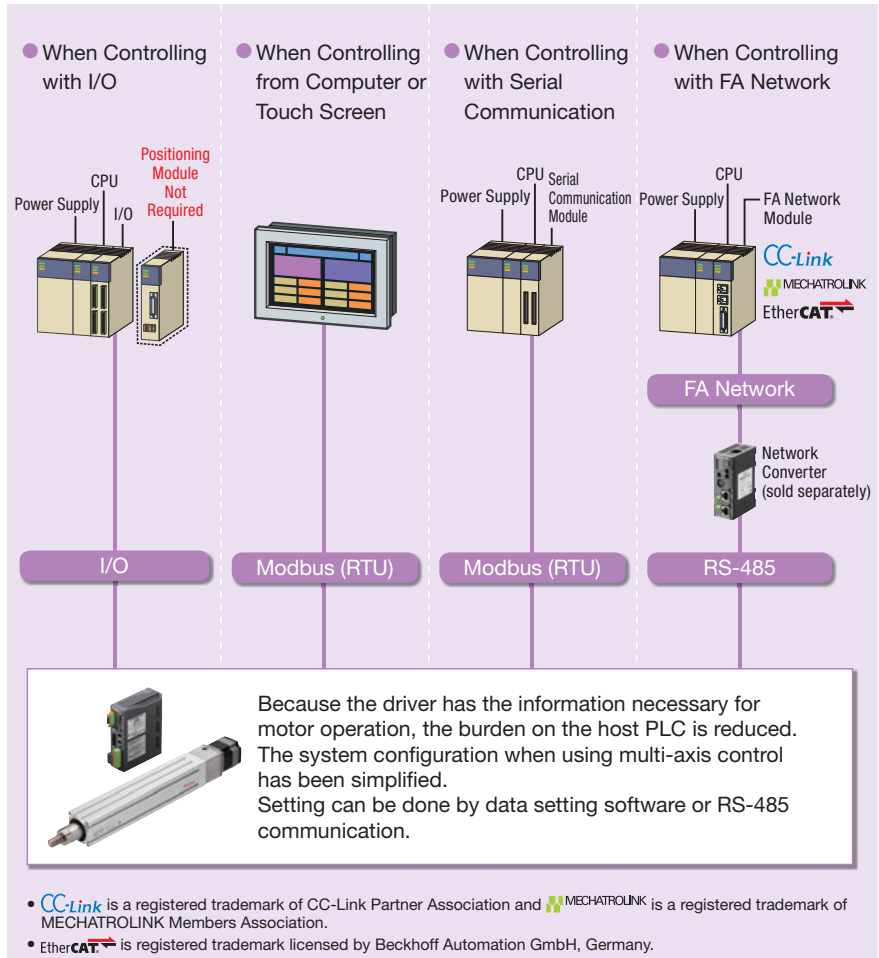 ● When Controlling
with I/O
● When Controlling
from Computer or
Touch Screen
● When Controlling
with Serial
Communication
● When Controlling
with FA Network
Positioning
Module
Not
Required
CPU
Power Supply
I/O
CPU
Power Supply
Serial
Communication
Module
CPU
Power Supply
FA Network
Module
CC-Link
MECHATROLINK
EtherCAT®
FA Network
Network
Converter
(sold separately)
I/O
Modbus (RTU)
Modbus (RTU)
RS-485
Because the driver has the information necessary for
motor operation, the burden on the host PLC is reduced.
The system configuration when using multi-axis control
has been simplified.
Setting can be done by data setting software or RS-485
communication.
• CC-Link is a registered trademark of CC-Link Partner Association and MECHATROLINK is a registered trademark of
MECHATROLINK Members Association.
• EtherCAT® is registered trademark licensed by Beckhoff Automation GmbH, Germany.